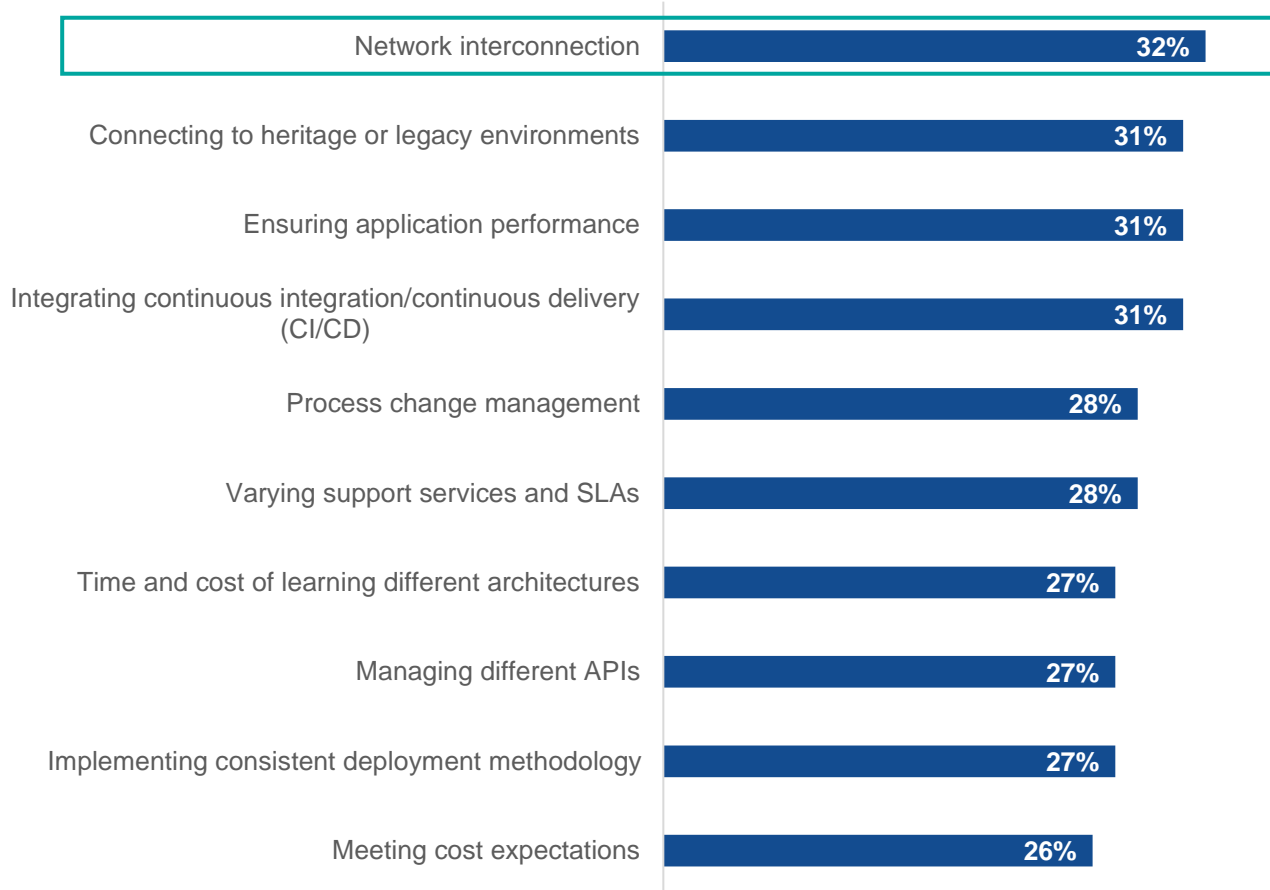 Network interconnection 32%
Connecting to heritage or legacy environments 31%
Ensuring application performance 31%
Integrating continuous integration/continuous delivery
(CI/CD) 31%
Process change management 28%
Varying support services and SLAs 28%
Time and cost of learning different architectures 27%
Managing different APIs 27%
Implementing consistent deployment methodology 27%
Meeting cost expectations 26%